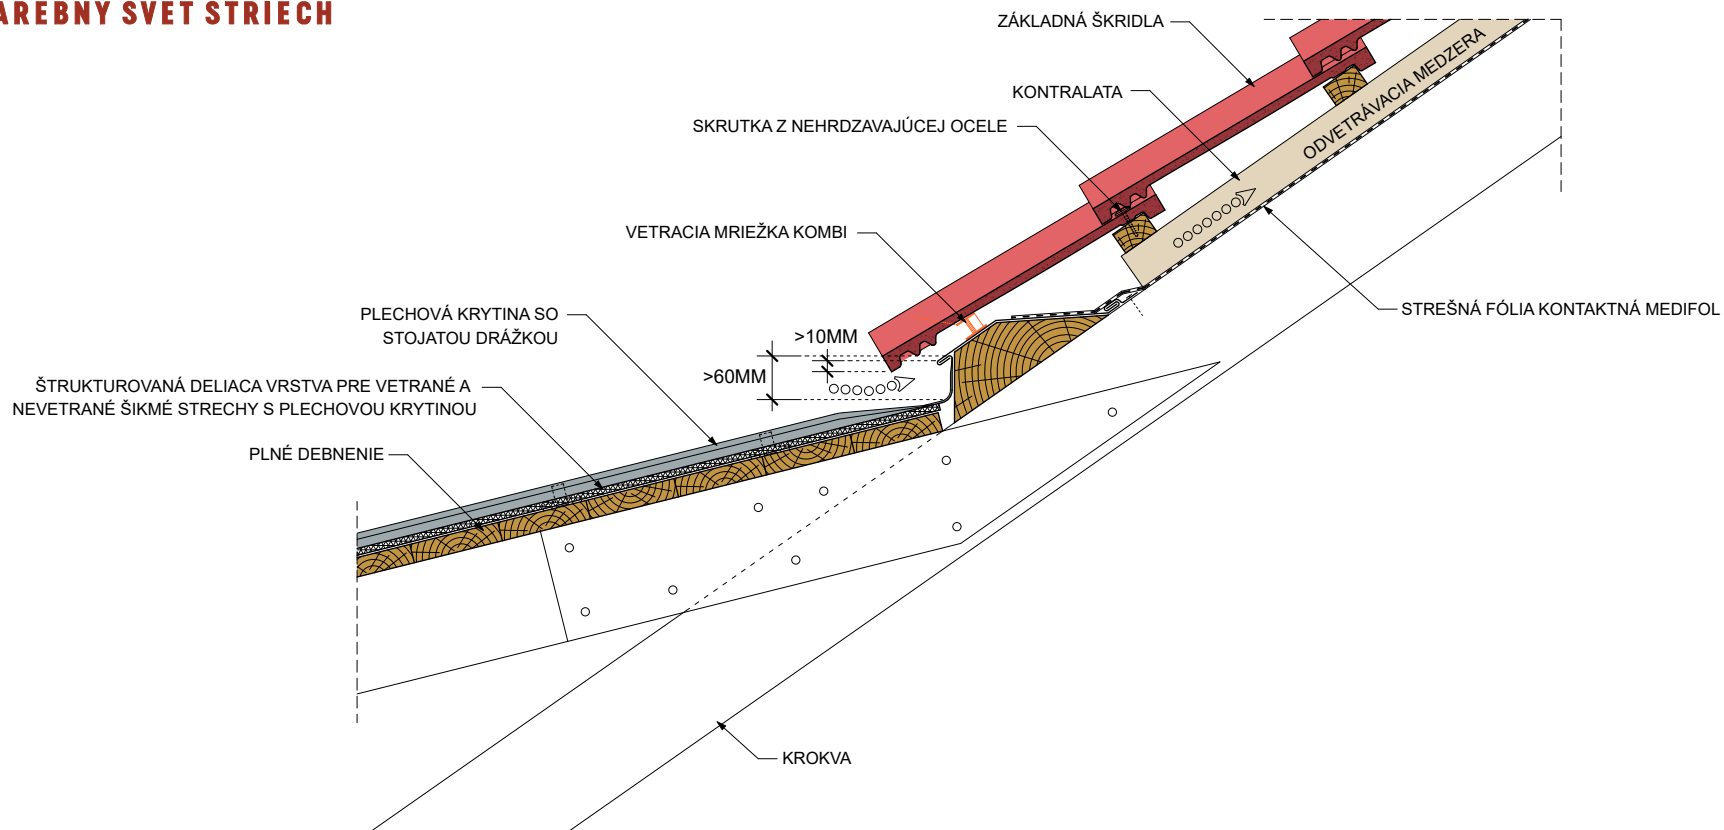 AREBNÝ SVET STRIECH
ZÁKLADNÁ ŠKRIDLA
KONTRALATA
SKRUTKA Z NEHRDZAVAJÚCEJ OCELE
ODVETRÁVACIA MEDZERA
VETRACIA MRIEŽKA KOMBI
STREŠNÁ FÓLIA KONTAKTNÁ MEDIFOL
PLECHOVÁ KRYTINA SO
STOJATOU DRÁŽKOU
>10MM
>60MM
ŠTRUKTUROVANÁ DELIACA VRSTVA PRE VETRANÉ A
NEVETRANÉ ŠIKMÉ STRECHY S PLECHOVOU KRYTINOU
PLNÉ DEBNENIE
KROKVA